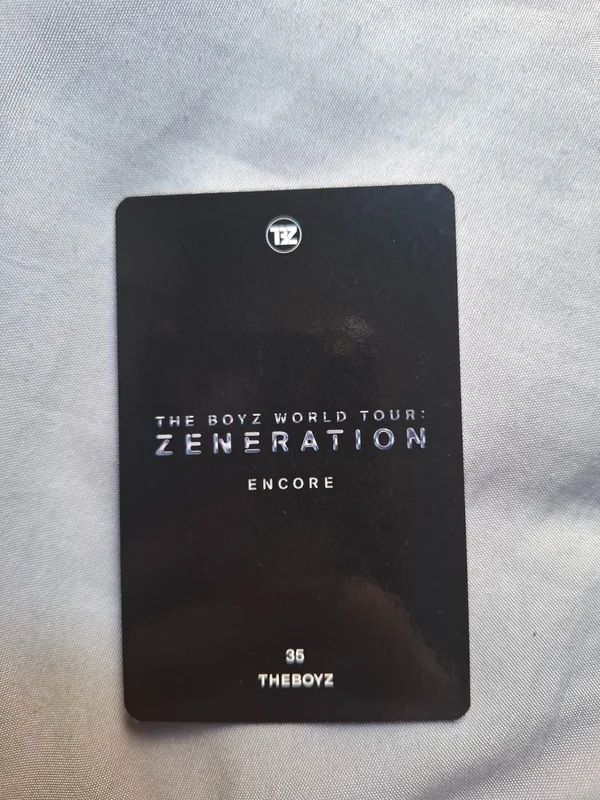 TBZ
THE BOYZ WORLD TOUR:
ZENERATION
ENCORE
35
THEBOYZ